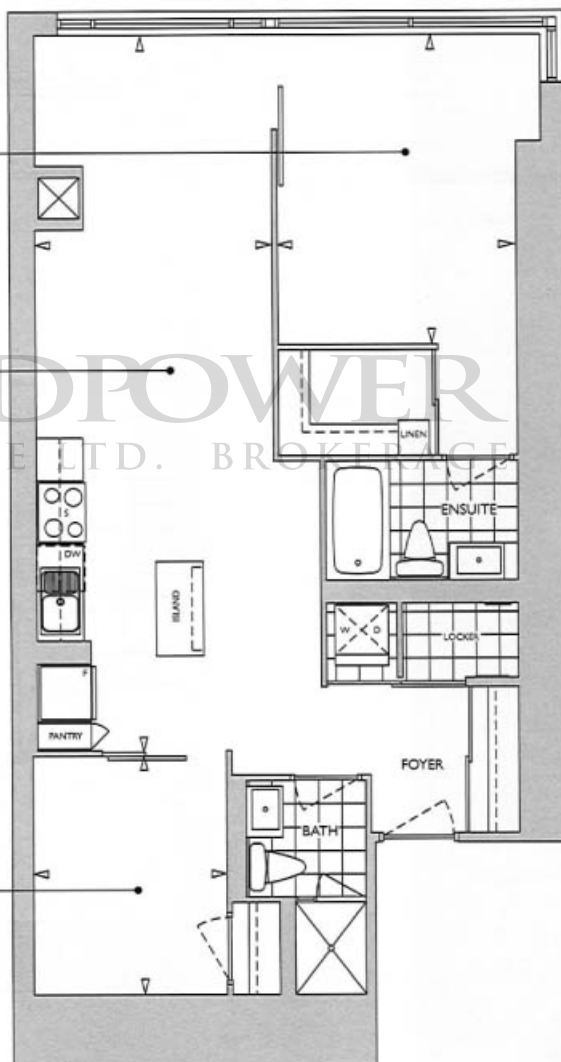 DPOWER
E LTD. BROKERAGE
LINEN
ENSUITE
S
DW
ISLAND
W D
LOCKER
F
PANTRY
FOYER
BATH